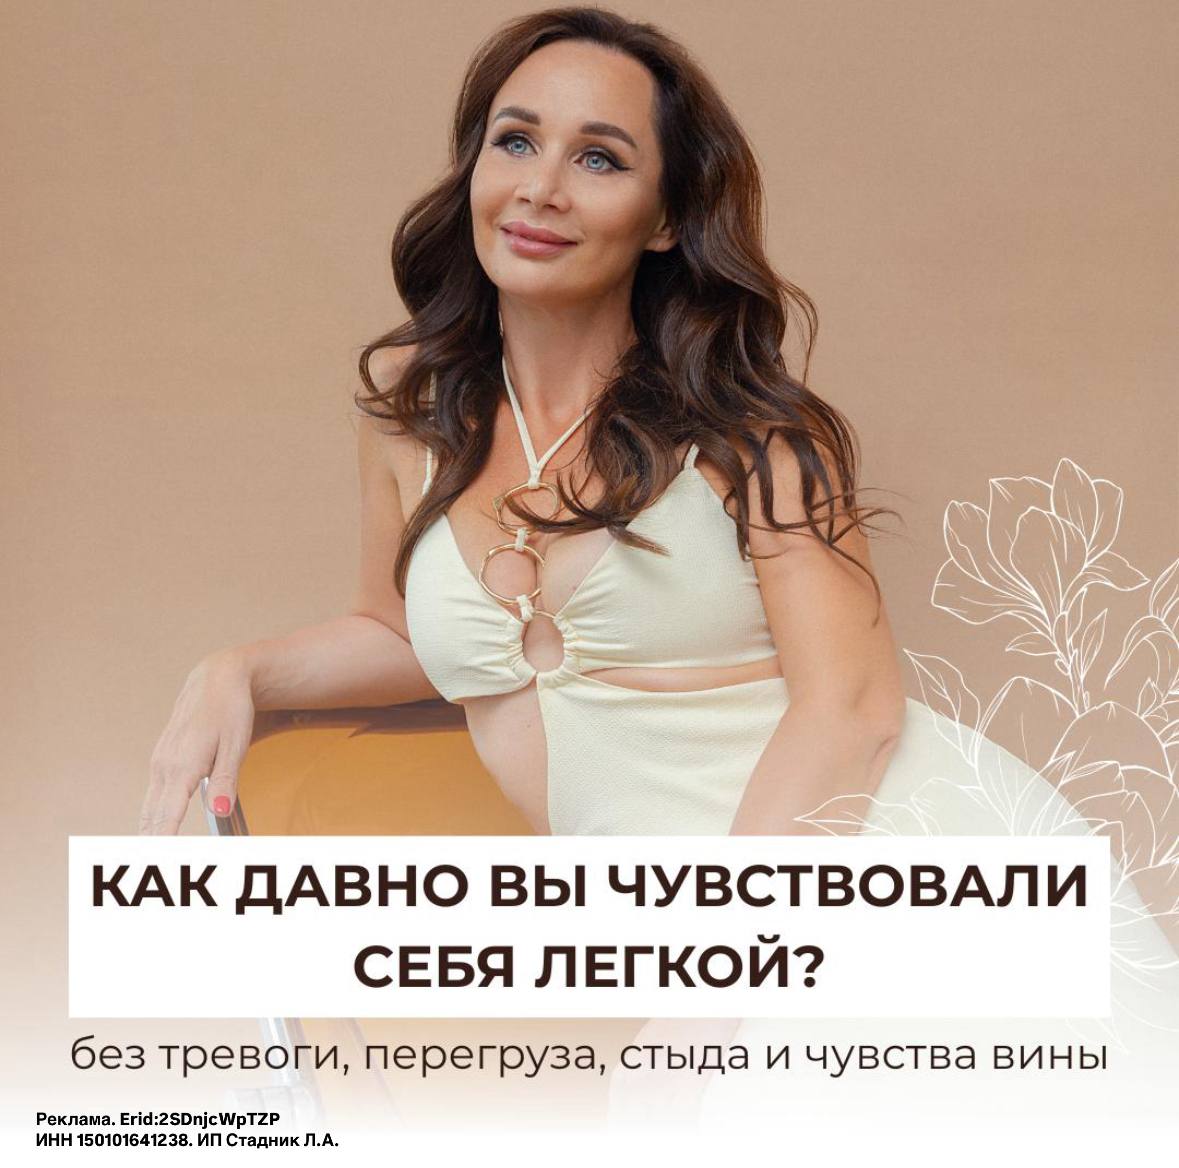 КАК ДАВНО ВЫ ЧУВСТВОВАЛИ
СЕБЯ ЛЕГКОЙ?
без тревоги, перегруза, стыда и чувства вины
Реклама. Erid:2SDnjcWpTZP
ИНН 150101641238. ИП Стадник Л.А.